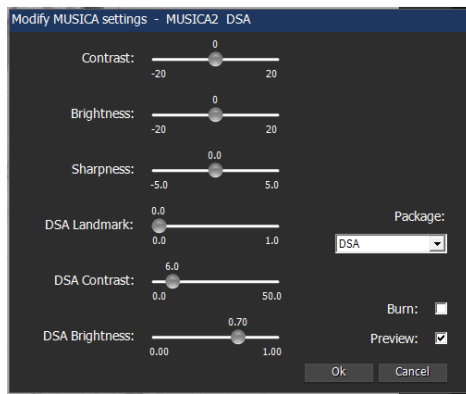 Modify MUSICA settings - MUSICA2 DSA
0
Contrast:
-20 20
0
Brightness:
-20 20
0.0
Sharpness:
-5.0 5.0
0.0
DSA Landmark:
0.0 1.0
Package:
DSA
6.0
DSA Contrast:
0.0 50.0
Burn:
0.70
DSA Brightness:
0.00 1.00
Preview:
Ok Cancel